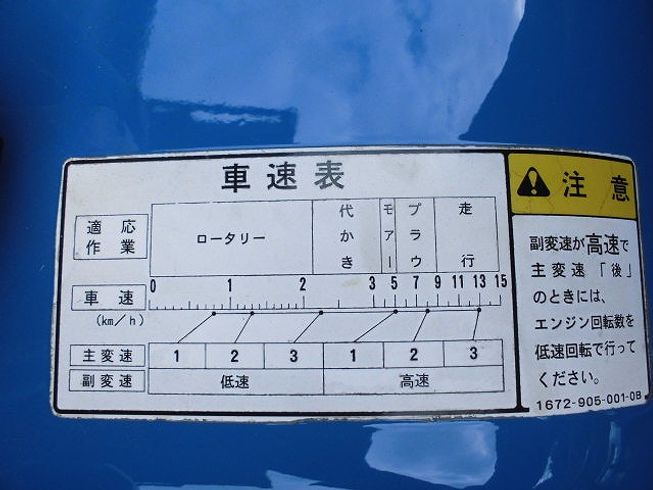 車速表
適応
作業
ロータリー
代かき
モアー
プラウ
走行
車速
(km/h)
0 1 2 3 5 7 9 11 13 15
主変速 1 2 3 1 2 3
副変速 低速 高速
注意
副変速が高速で
主変速「後」
のときには、
エンジン回転数を
低速回転で行って
ください。
1672-905-001-0B